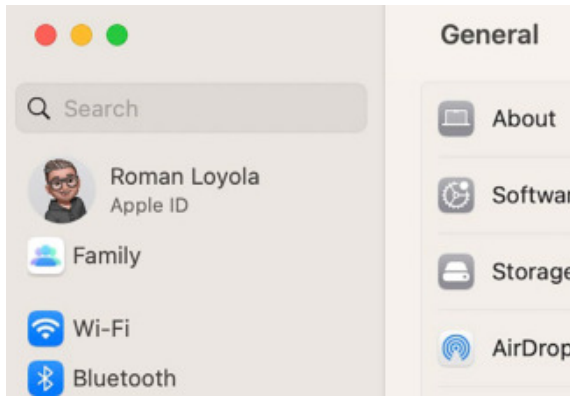 General
Search
Roman Loyola
Apple ID
Family
Wi-Fi
Bluetooth
About
Softwar
Storage
AirDrop